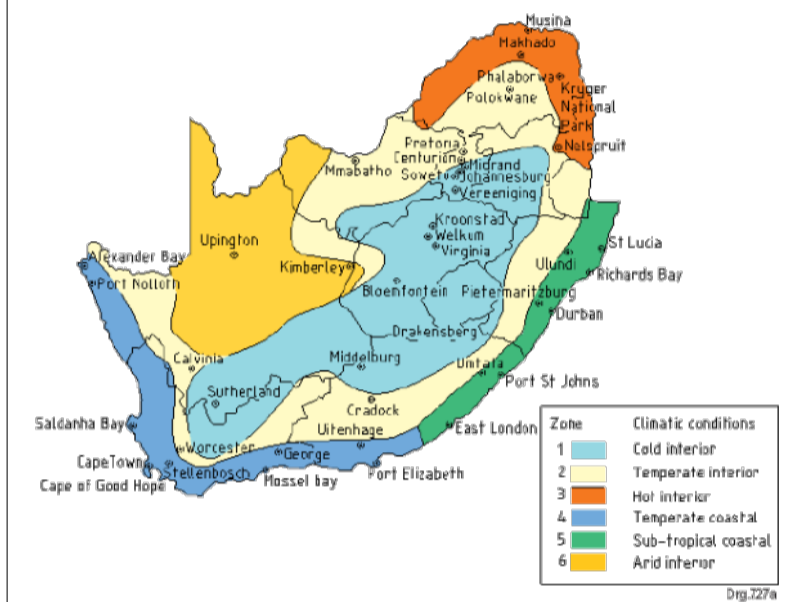 Musina
Makhado
Phalaborwa
Polokwane
Kryger
National
Park
Nelspruit
Pretoria
Centurion
Midrand
Soweto
Johannesburg
Vereeniging
Mmabatho
Kroonstad
Welkum
Virginia
Upington
Kimberley
Bloemfontein
Pietermaritzburg
Ulundi
St Lucia
Richards Bay
Durban
Alexander Bay
Port Nolloth
Drakensberg
Calvinia
Middelburg
Umtata
Port St Johns
Sutherland
Cradock
Uitenhage
Saldanha Bay
East London
Worcester
George
Cape Town
Stellenbosch
Mossel bay
Port Elizabeth
Cape of Good Hope
Zone Climatic conditions
1 Cold interior
2 Temperate interior
3 Hot interior
4 Temperate coastal
5 Sub-tropical coastal
6 Arid interior
Drg.727a